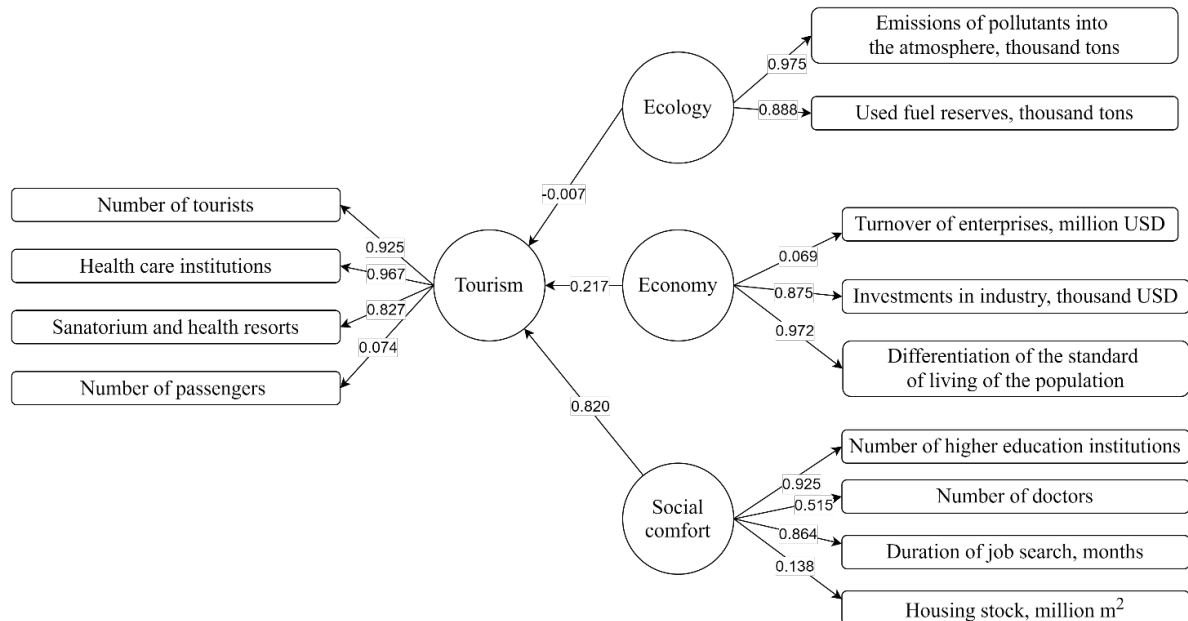 Emissions of pollutants into
the atmosphere, thousand tons
0.975
Ecology
0.888
Used fuel reserves, thousand tons
-0.007
Number of tourists
0.925
Health care institutions
0.967
Sanatorium and health resorts
0.827
Number of passengers
0.074
Tourism
0.217
Economy
Turnover of enterprises, million USD
0.069
Investments in industry, thousand USD
0.875
0.972
Differentiation of the standard
of living of the population
0.820
Social
comfort
Number of higher education institutions
0.925
Number of doctors
0.515
Duration of job search, months
0.864
0.138
Housing stock, million m²